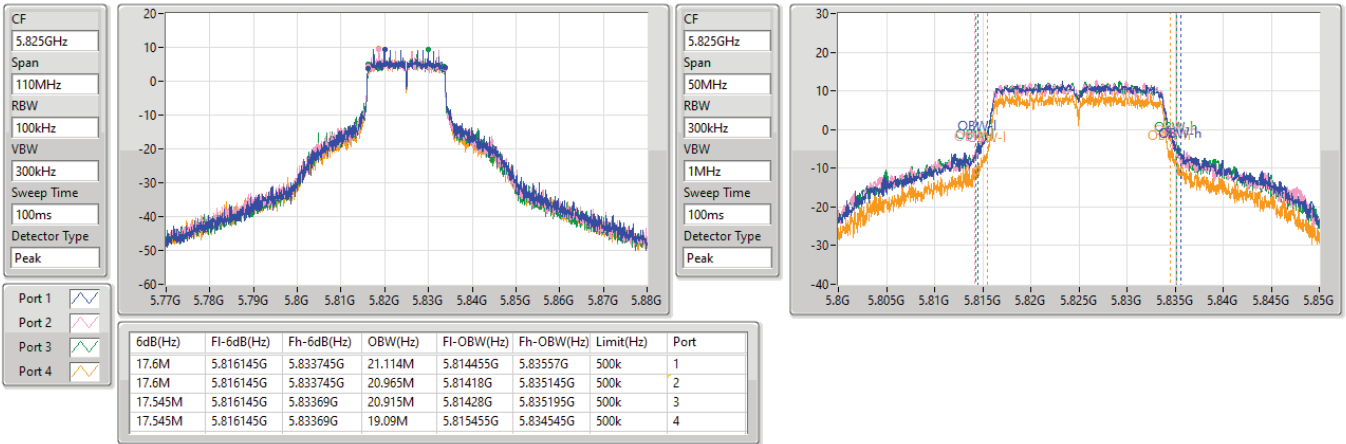 CF
5.825GHz
Span
110MHz
RBW
100kHz
VBW
300kHz
Sweep Time
100ms
Detector Type
Peak
20
10
0
-10
-20
-30
-40
-50
-60
5.77G 5.78G 5.79G 5.8G 5.81G 5.82G 5.83G 5.84G 5.85G 5.86G 5.87G 5.88G
CF
5.825GHz
Span
50MHz
RBW
300kHz
VBW
1MHz
Sweep Time
100ms
Detector Type
Peak
30
20
10
0
-10
-20
-30
-40
OBW-l
OBW-h
OBW-l
OBW-h
5.8G 5.805G 5.81G 5.815G 5.82G 5.825G 5.83G 5.835G 5.84G 5.845G 5.85G
Port 1
Port 2
Port 3
Port 4
6dB(Hz) Fl-6dB(Hz) Fh-6dB(Hz) OBW(Hz) Fl-OBW(Hz) Fh-OBW(Hz) Limit(Hz) Port
17.6M 5.816145G 5.833745G 21.114M 5.814455G 5.83557G 500k 1
17.6M 5.816145G 5.833745G 20.965M 5.81418G 5.835145G 500k 2
17.545M 5.816145G 5.83369G 20.915M 5.81428G 5.835195G 500k 3
17.545M 5.816145G 5.83369G 19.09M 5.815455G 5.834545G 500k 4